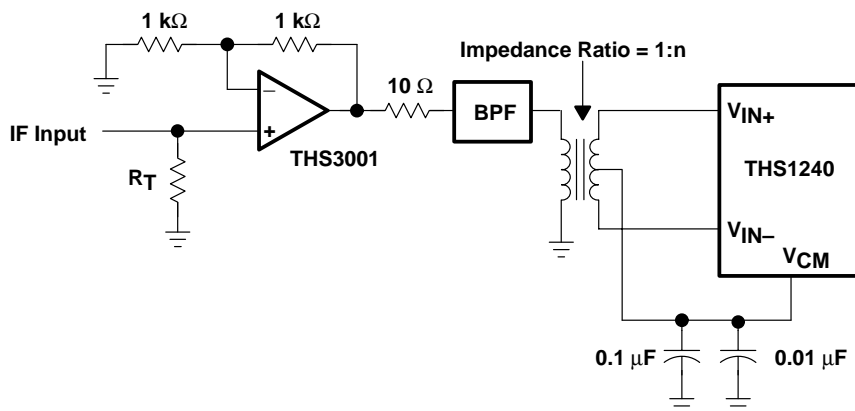 1 kΩ
1 kΩ
Impedance Ratio = 1:n
10 Ω
–
BPF
VIN+
IF Input
+
THS3001
THS1240
RT
VIN–
VCM
0.1 μF
0.01 μF